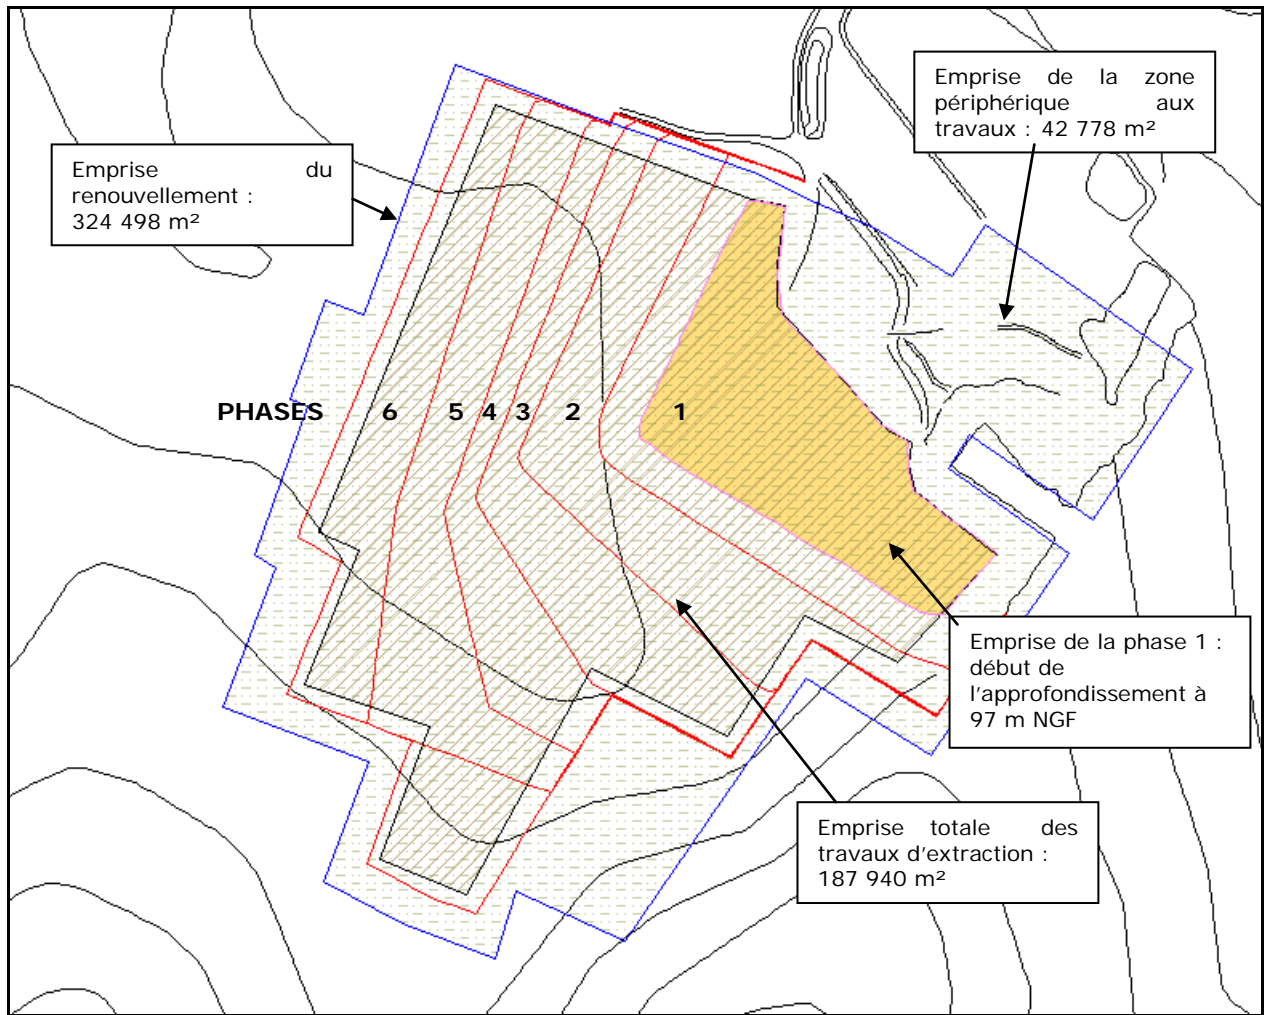 Emprise de la zone
périphérique aux
travaux : 42 778 m²
Emprise du
renouvellement :
324 498 m²
PHASES 6 5 4 3 2 1
Emprise de la phase 1 :
début de
l'approfondissement à
97 m NGF
Emprise totale des
travaux d'extraction :
187 940 m²